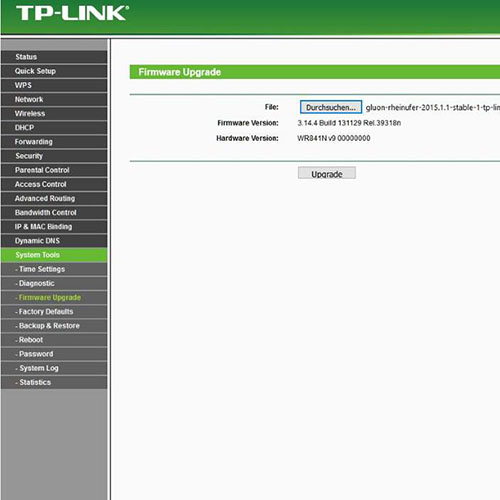 TP-LINK®
Status
Quick Setup
WPS
Network
Wireless
DHCP
Forwarding
Security
Parental Control
Access Control
Advanced Routing
Bandwidth Control
IP & MAC Binding
Dynamic DNS
System Tools
- Time Settings
- Diagnostic
- Firmware Upgrade
- Factory Defaults
- Backup & Restore
- Reboot
- Password
- System Log
- Statistics
Firmware Upgrade
File: Durchsuchen... gluon-rheinufer-2015.1.1-stable-1-tp-lin
Firmware Version: 3.14.4 Build 131129 Rel.39318n
Hardware Version: WR841N v9 00000000
Upgrade